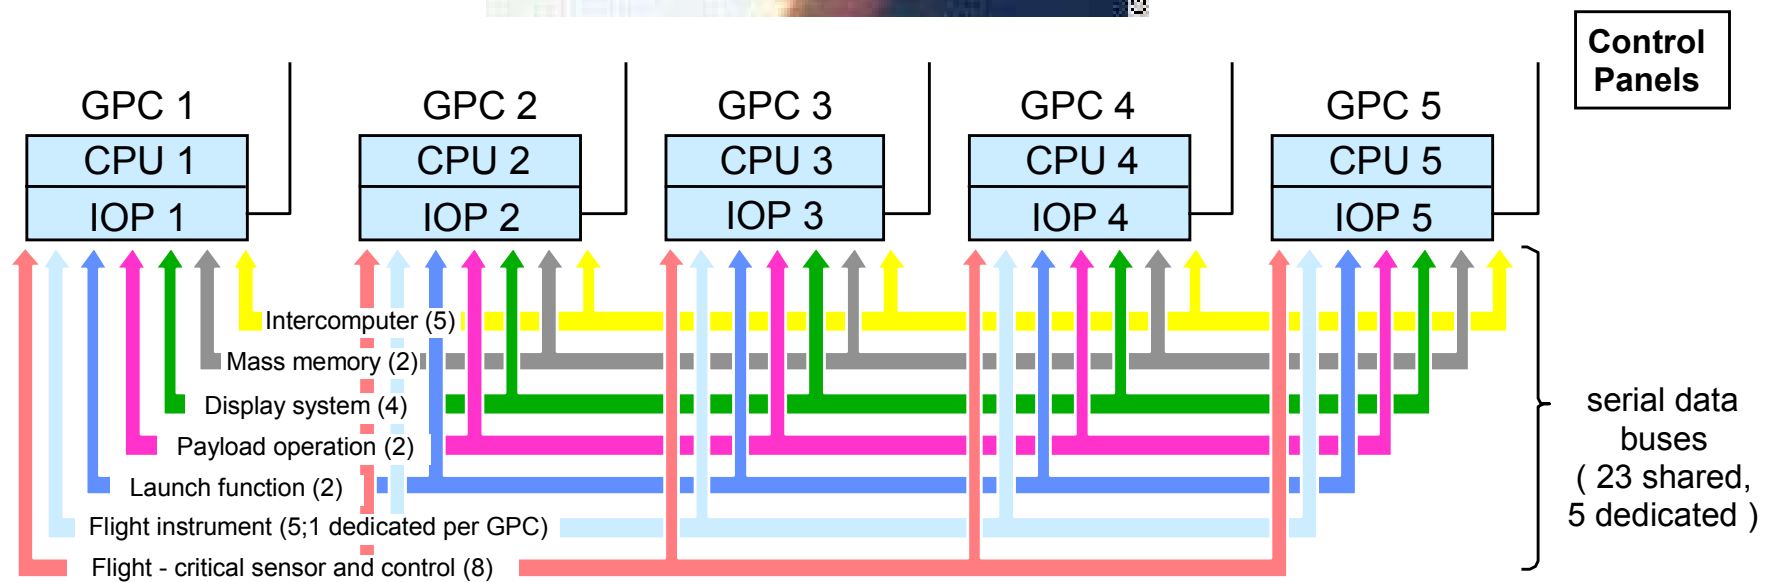 Control
Panels
GPC 1
GPC 2
GPC 3
GPC 4
GPC 5
CPU 1
CPU 2
CPU 3
CPU 4
CPU 5
IOP 1
IOP 2
IOP 3
IOP 4
IOP 5
Intercomputer (5)
Mass memory (2)
Display system (4)
Payload operation (2)
Launch function (2)
Flight instrument (5;1 dedicated per GPC)
Flight - critical sensor and control (8)
serial data
buses
( 23 shared,
5 dedicated )